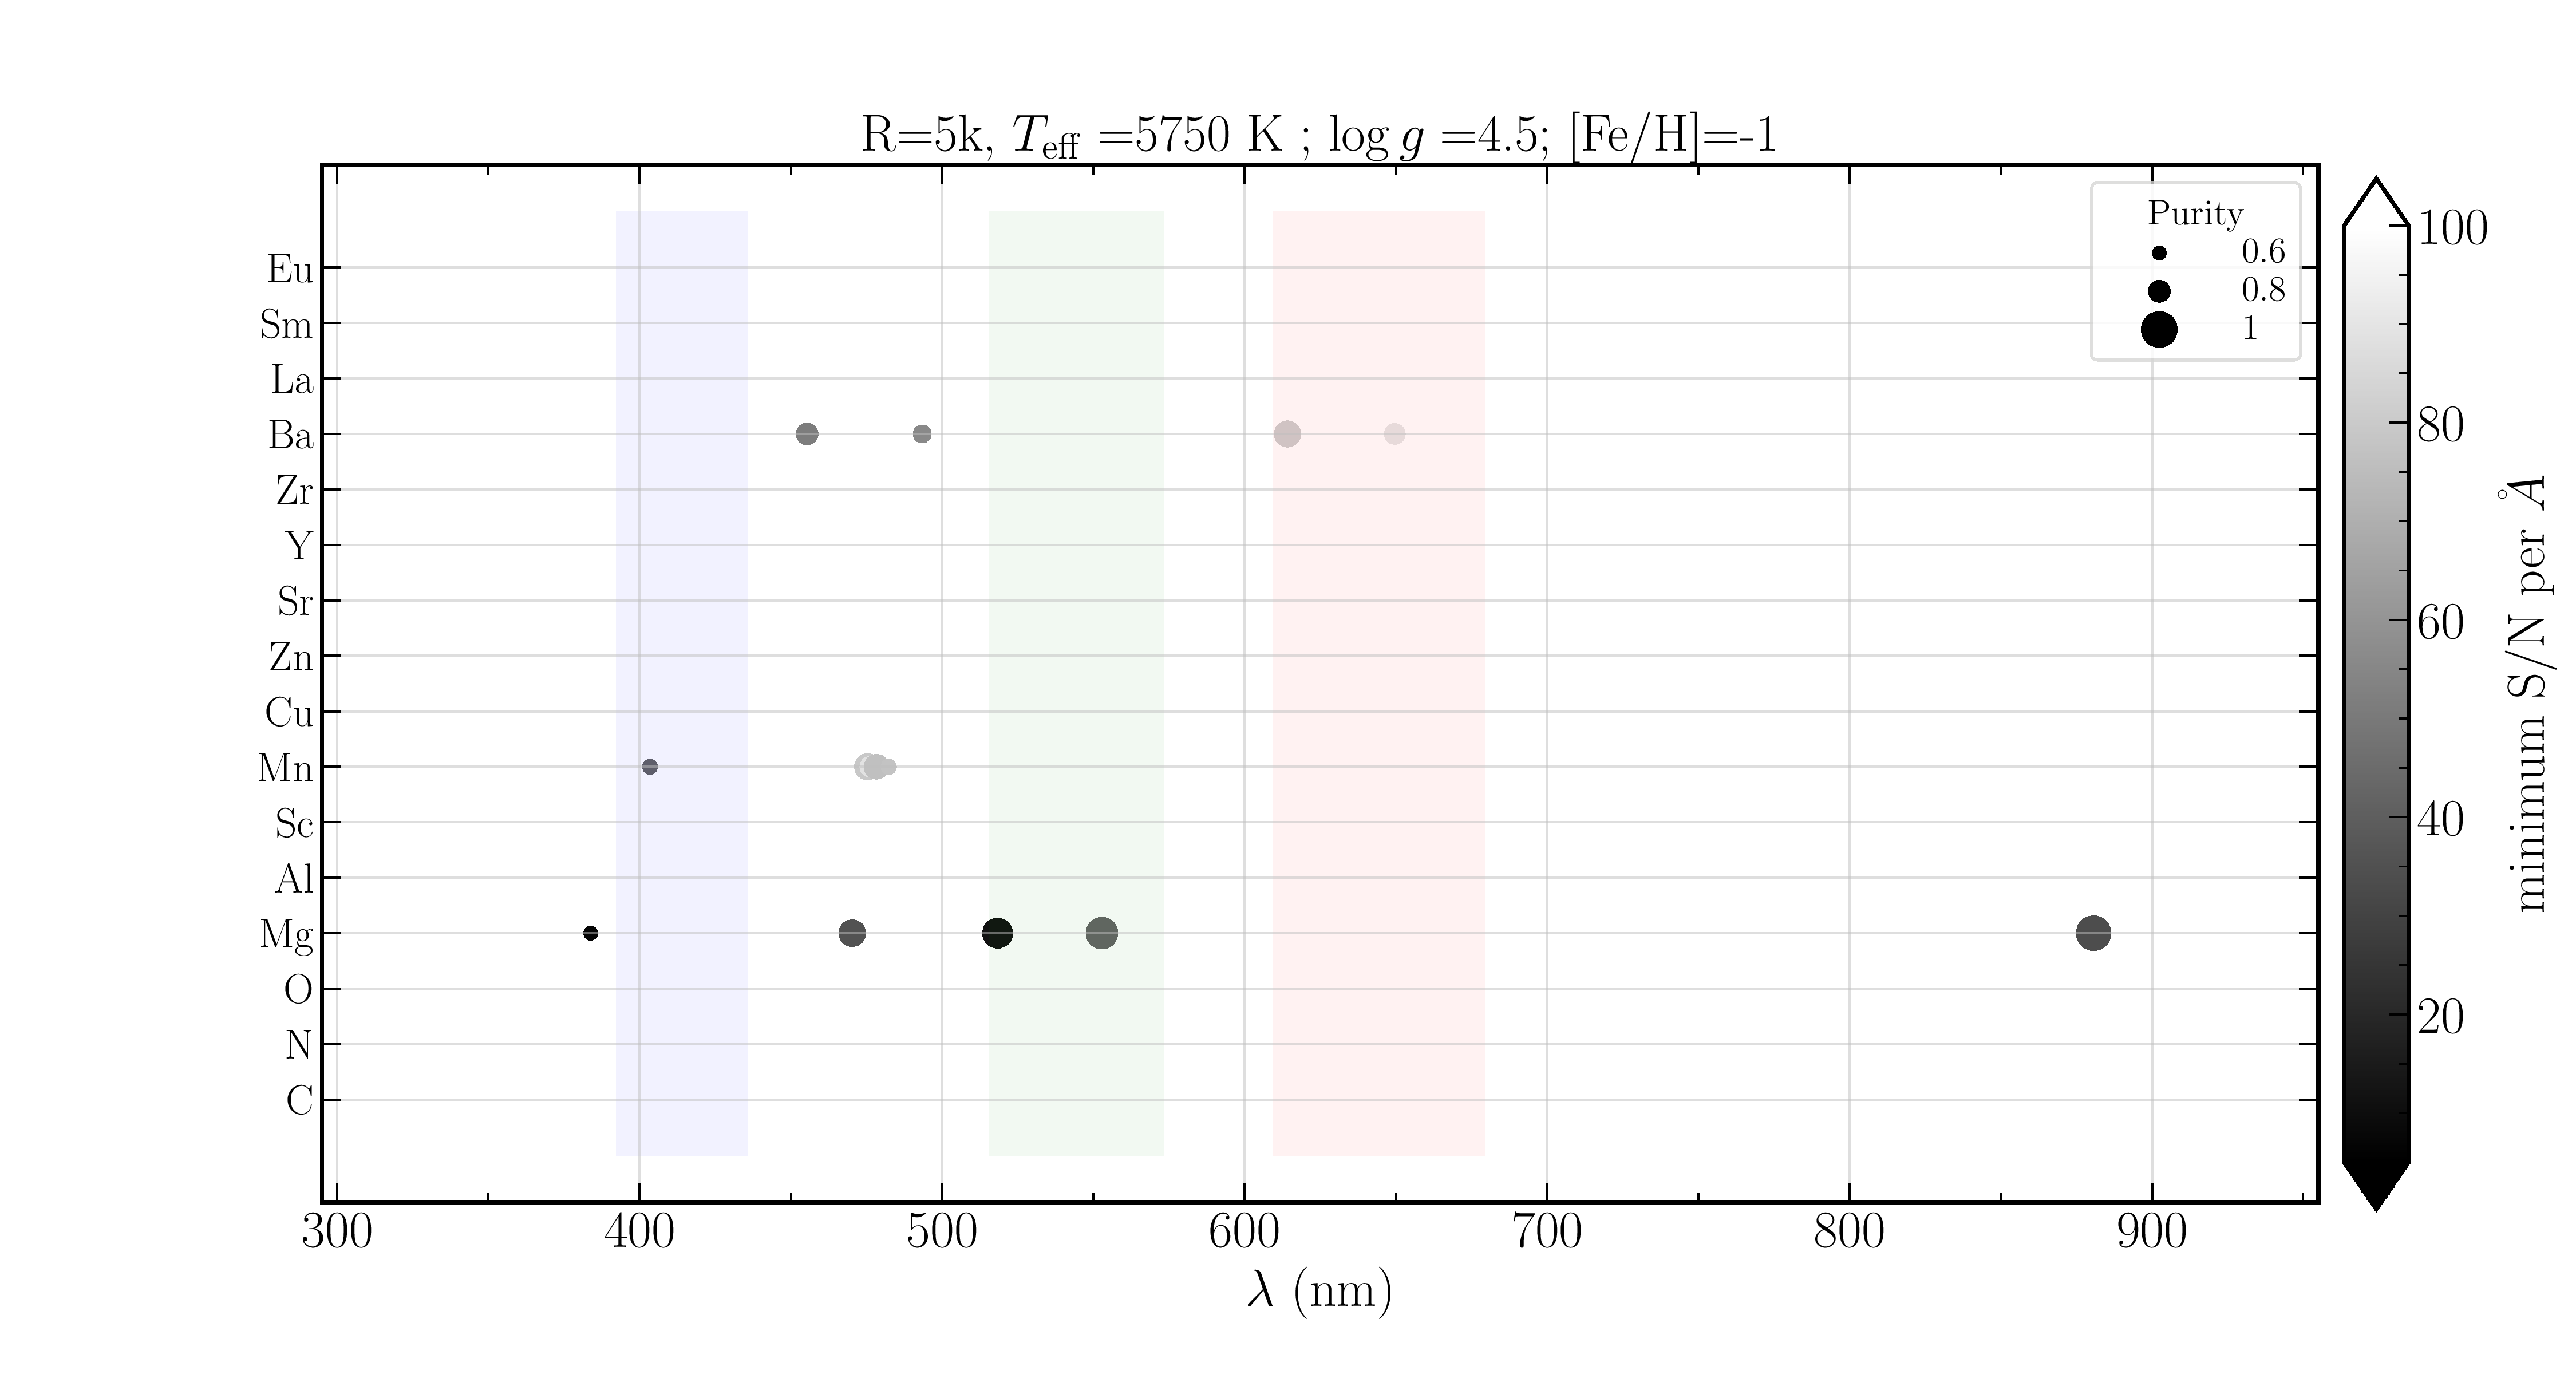 R=5k, T_eff =5750 K ; log g =4.5; [Fe/H]=-1
Purity
0.6
0.8
1
Eu
Sm
La
Ba
Zr
Y
Sr
Zn
Cu
Mn
Sc
Al
Mg
O
N
C
300 400 500 600 700 800 900
λ (nm)
100
80
60
40
20
minimum S/N per Å